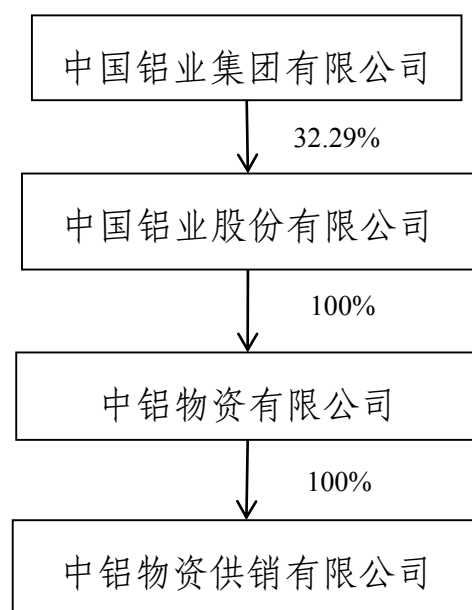 中国铝业集团有限公司
32.29%
中国铝业股份有限公司
100%
中铝物资有限公司
100%
中铝物资供销有限公司